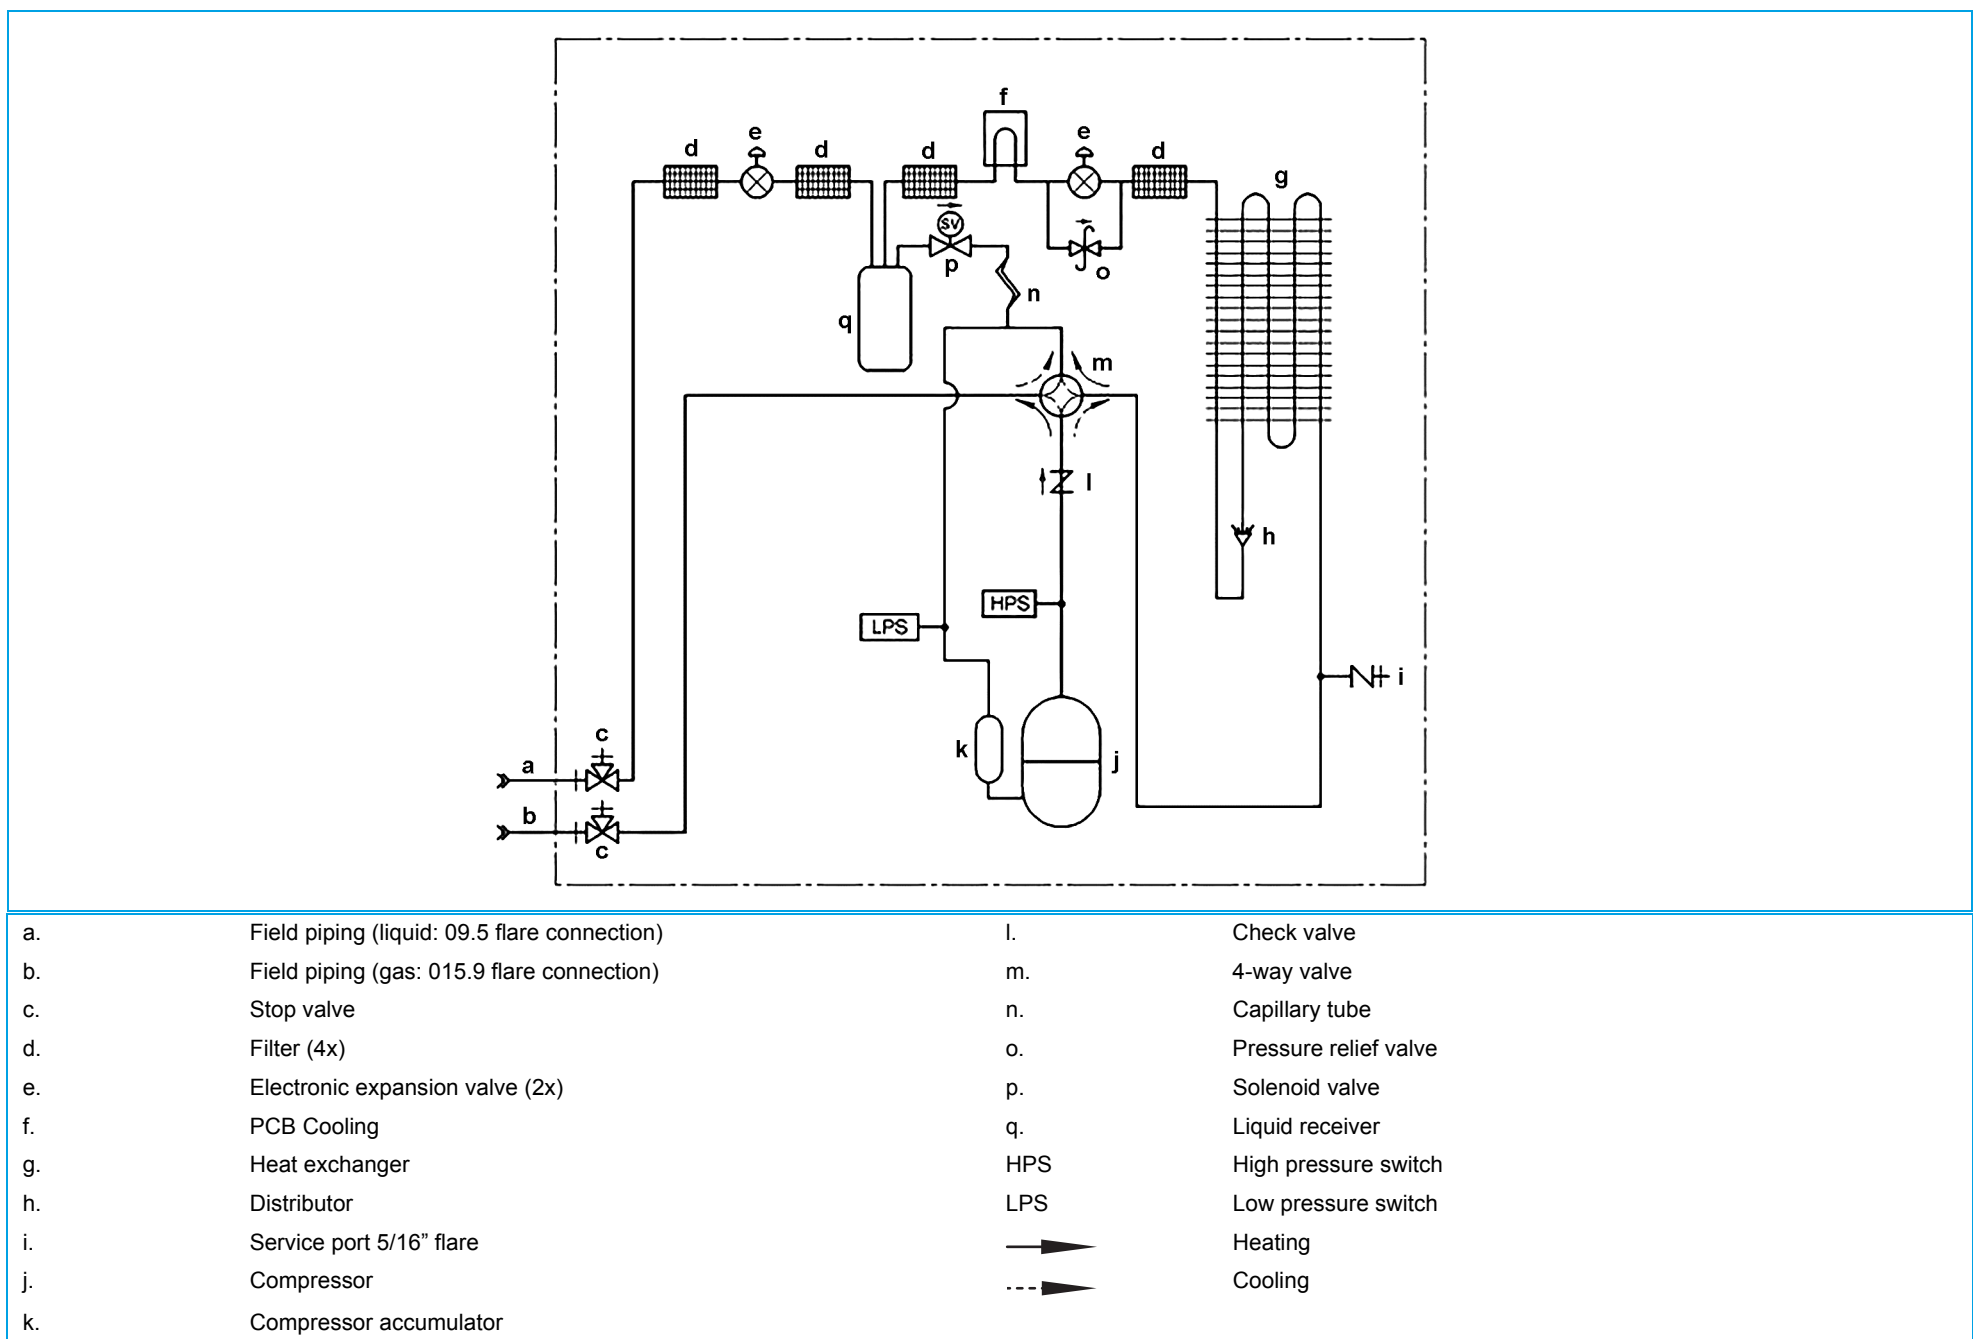 f
d e d d e d
g
SV
p o
n
q
m
l
h
HPS
LPS
i
c
k j
a
b
c
a. Field piping (liquid: 09.5 flare connection) l. Check valve
b. Field piping (gas: 015.9 flare connection) m. 4-way valve
c. Stop valve n. Capillary tube
d. Filter (4x) o. Pressure relief valve
e. Electronic expansion valve (2x) p. Solenoid valve
f. PCB Cooling q. Liquid receiver
g. Heat exchanger HPS High pressure switch
h. Distributor LPS Low pressure switch
i. Service port 5/16” flare Heating
j. Compressor Cooling
k. Compressor accumulator